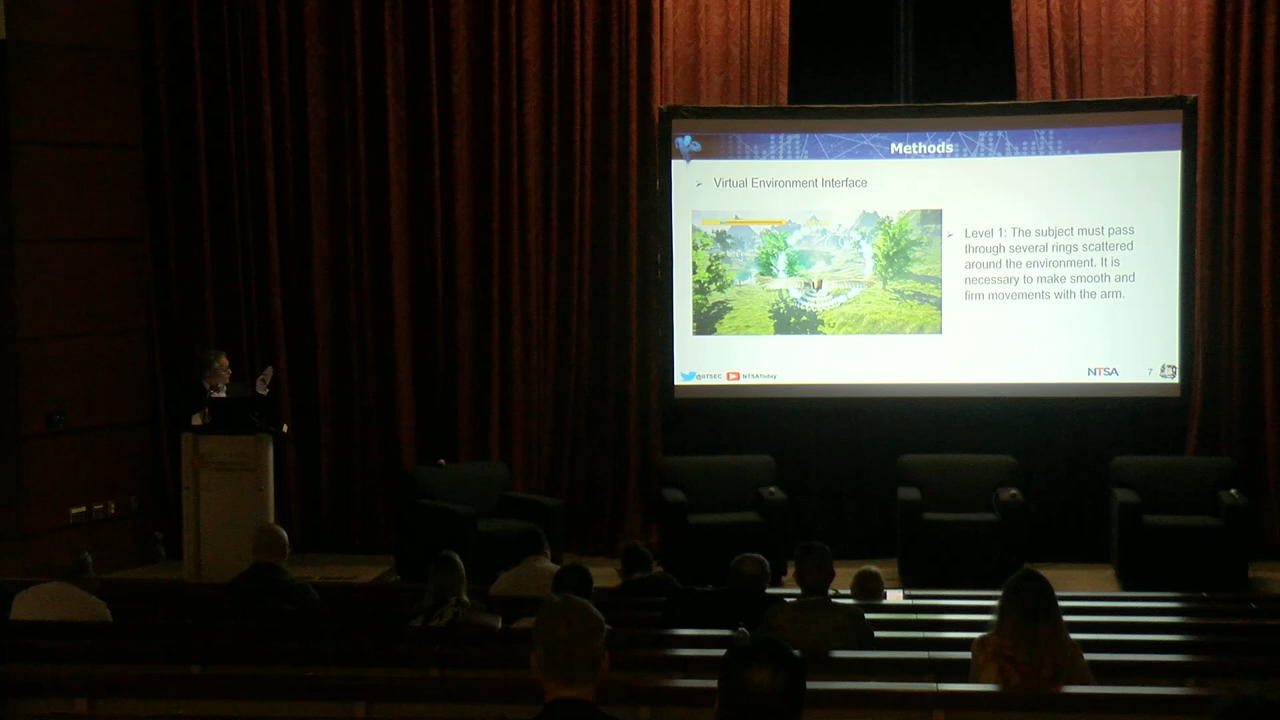 Methods
Virtual Environment Interface
Level 1: The subject must pass
through several rings scattered
around the environment. It is
necessary to make smooth and
firm movements with the arm.
@IITSEC NTSAToday
NTSA 7